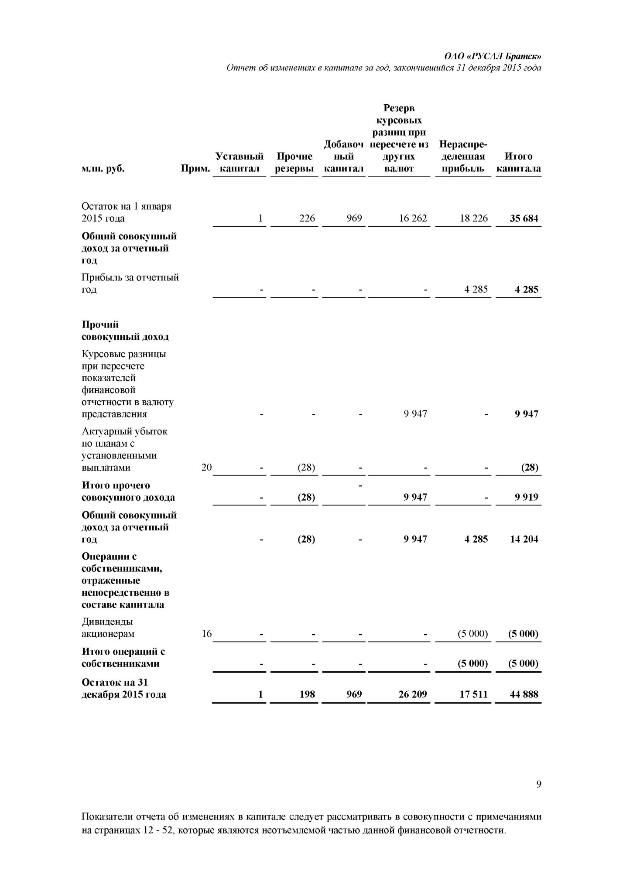 ОАО «РУСАЛ Братск»
Отчет об изменениях в капитале за год, закончившийся 31 декабря 2015 года
Резерв
курсовых
разниц при
Добавоч пересчете из Нераспре-
Уставный Прочие ный других деленная Итого
млн. руб. Прим. капитал резервы капитал валют прибыль капитала
Остаток на 1 января
2015 года 1 226 969 16 262 18 226 35 684
Общий совокупный
доход за отчетный
год
Прибыль за отчетный
год - - - - 4 285 4 285
Прочий
совокупный доход
Курсовые разницы
при пересчете
показателей
финансовой
отчетности в валюту
представления - - - 9 947 - 9 947
Актуарный убыток
по планам с
установленными
выплатами 20 - (28) - - - (28)
Итого прочего -
совокупного дохода - (28) 9 947 - 9 919
Общий совокупный
доход за отчетный
год - (28) - 9 947 4 285 14 204
Операции с
собственниками,
отраженные
непосредственно в
составе капитала
Дивиденды
акционерам 16 - - - - (5 000) (5 000)
Итого операций с
собственниками - - - - (5 000) (5 000)
Остаток на 31
декабря 2015 года 1 198 969 26 209 17 511 44 888
9
Показатели отчета об изменениях в капитале следует рассматривать в совокупности с примечаниями
на страницах 12 - 52, которые являются неотъемлемой частью данной финансовой отчетности.